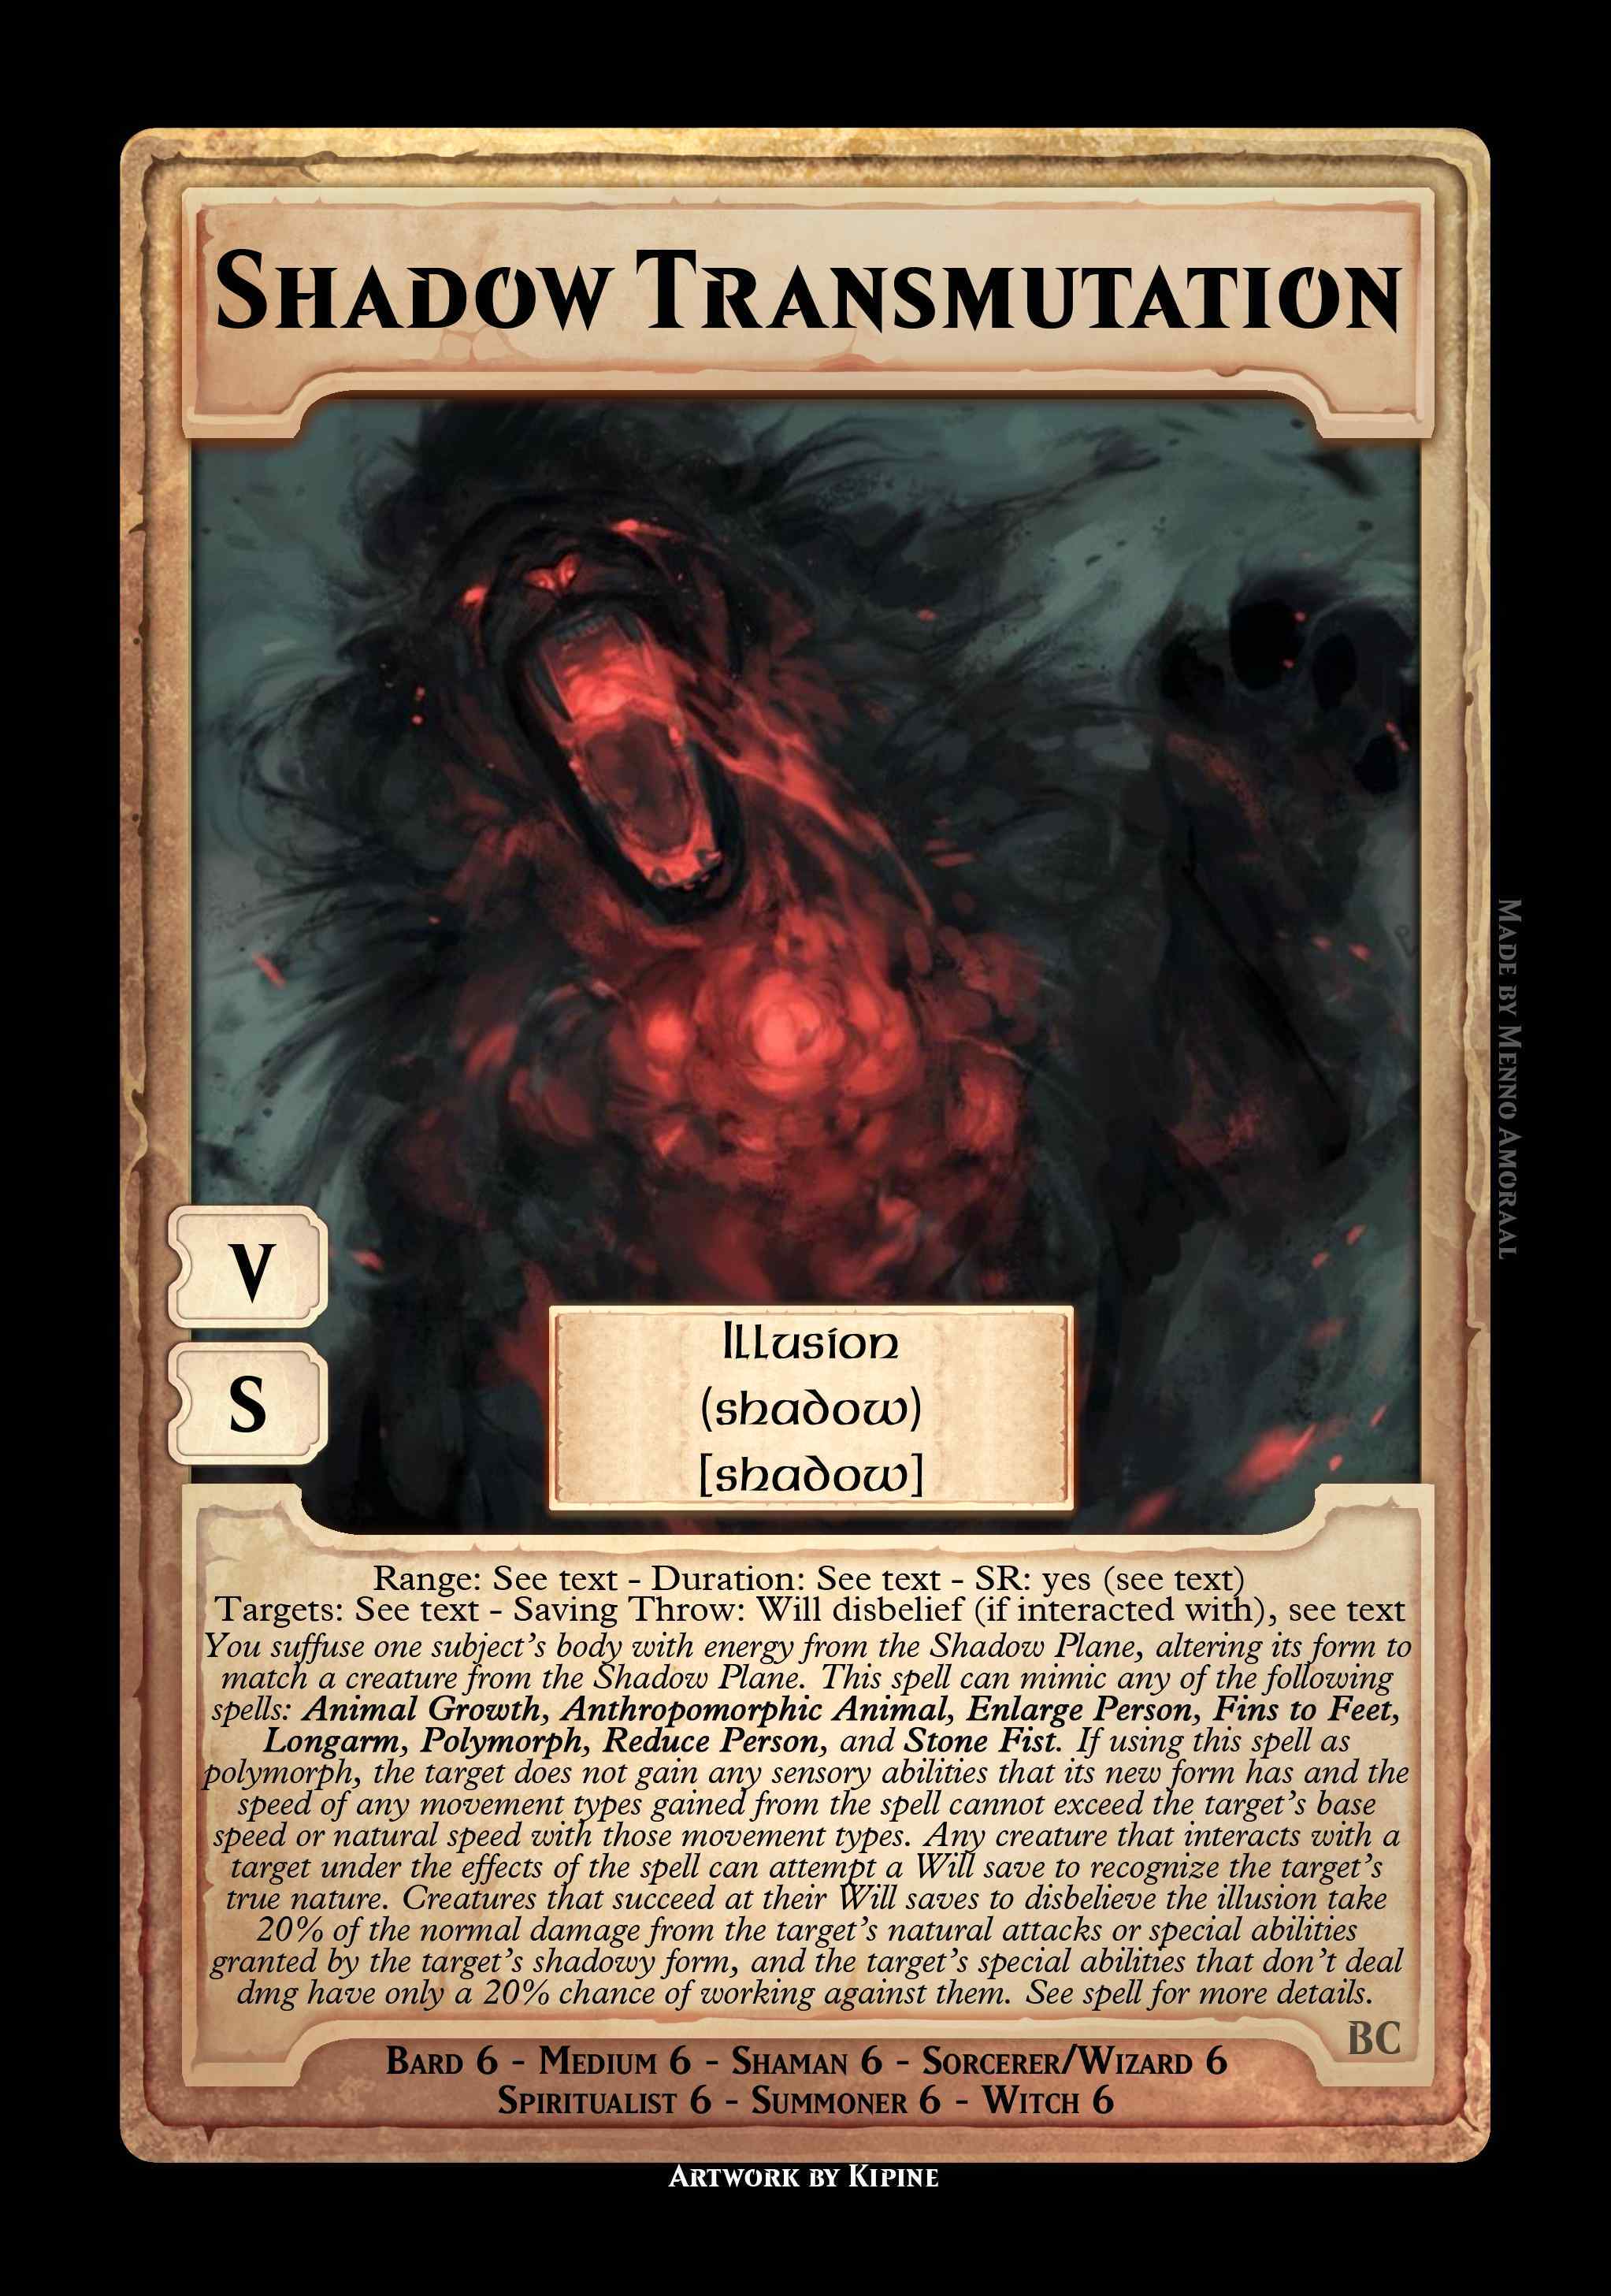 Shadow Transmutation
V
S
Illusion
(shadow)
[shadow]
Range: See text - Duration: See text - SR: yes (see text)
Targets: See text - Saving Throw: Will disbelief (if interacted with), see text
You suffuse one subject's body with energy from the Shadow Plane, altering its form to
match a creature from the Shadow Plane. This spell can mimic any of the following
spells: Animal Growth, Anthropomorphic Animal, Enlarge Person, Fins to Feet,
Longarm, Polymorph, Reduce Person, and Stone Fist. If using this spell as
polymorph, the target does not gain any sensory abilities that its new form has and the
speed of any movement types gained from the spell cannot exceed the target's base
speed or natural speed with those movement types. Any creature that interacts with a
target under the effects of the spell can attempt a Will save to recognize the target's
true nature. Creatures that succeed at their Will saves to disbelieve the illusion take
20% of the normal damage from the target's natural attacks or special abilities
granted by the target's shadowy form, and the target's special abilities that don't deal
dmg have only a 20% chance of working against them. See spell for more details.
BC
Bard 6 - Medium 6 - Shaman 6 - Sorcerer/Wizard 6
Spiritualist 6 - Summoner 6 - Witch 6
Artwork by Kipine
Made by Menno Amoraal